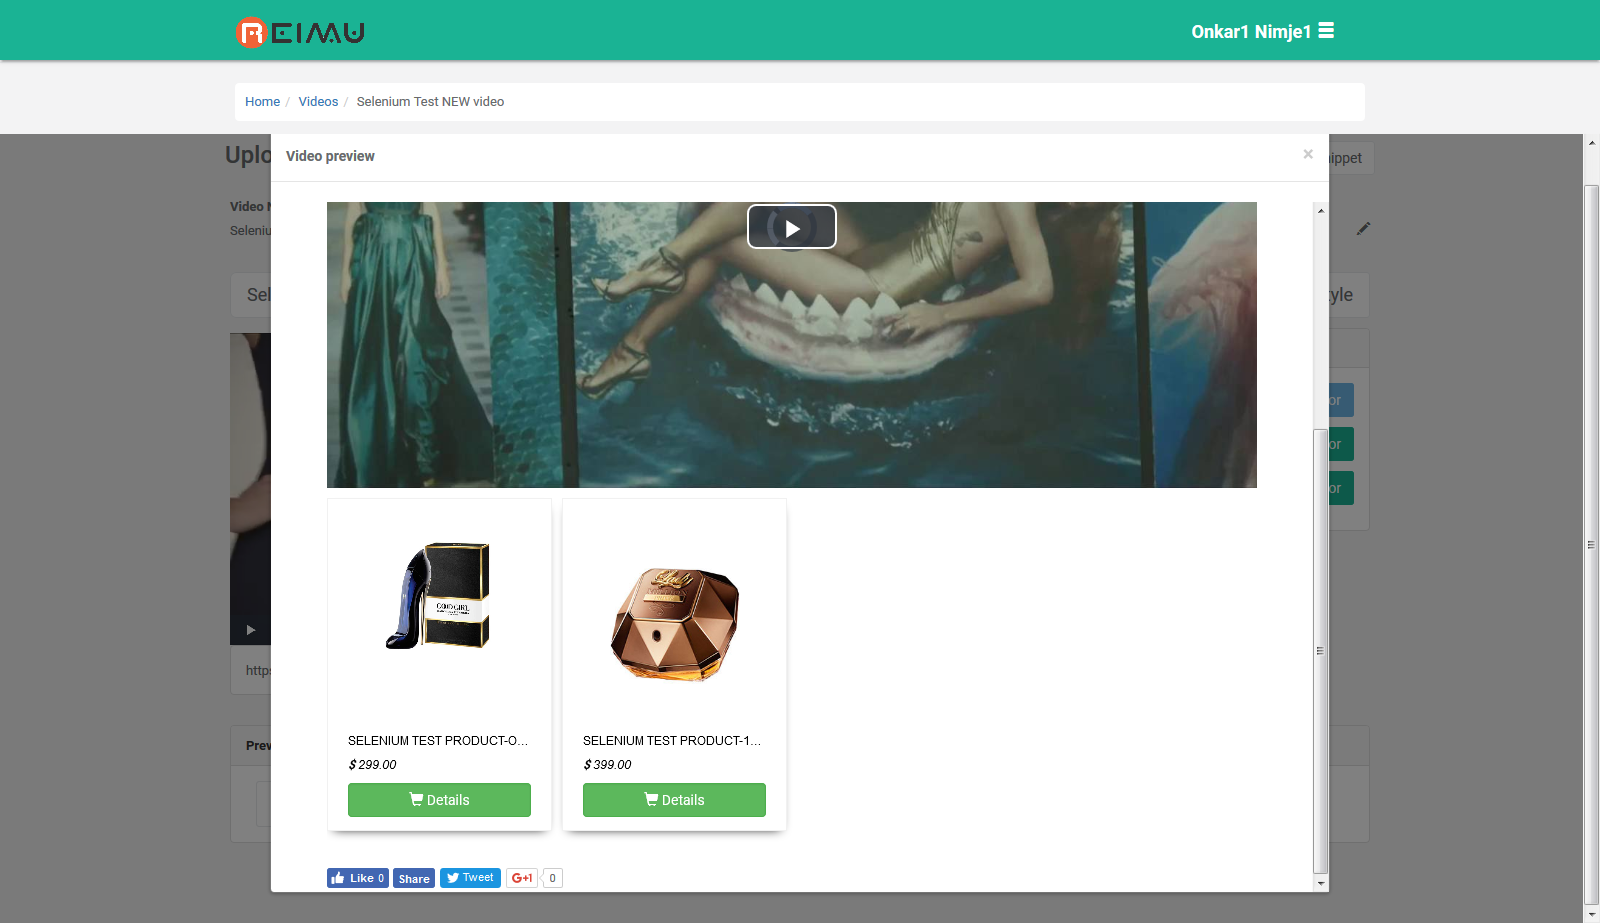 REIMU
Onkar1 Nimje1
Home / Videos / Selenium Test NEW video
Uplo
Video preview
×
ippet
Video N
Seleniu
Sel
yle
or
or
or
https
GOOD GIRL
Lady
SELENIUM TEST PRODUCT-O...
SELENIUM TEST PRODUCT-1...
$ 299.00
$ 399.00
Details
Details
Prev
Like 0
Share
Tweet
G+1
0